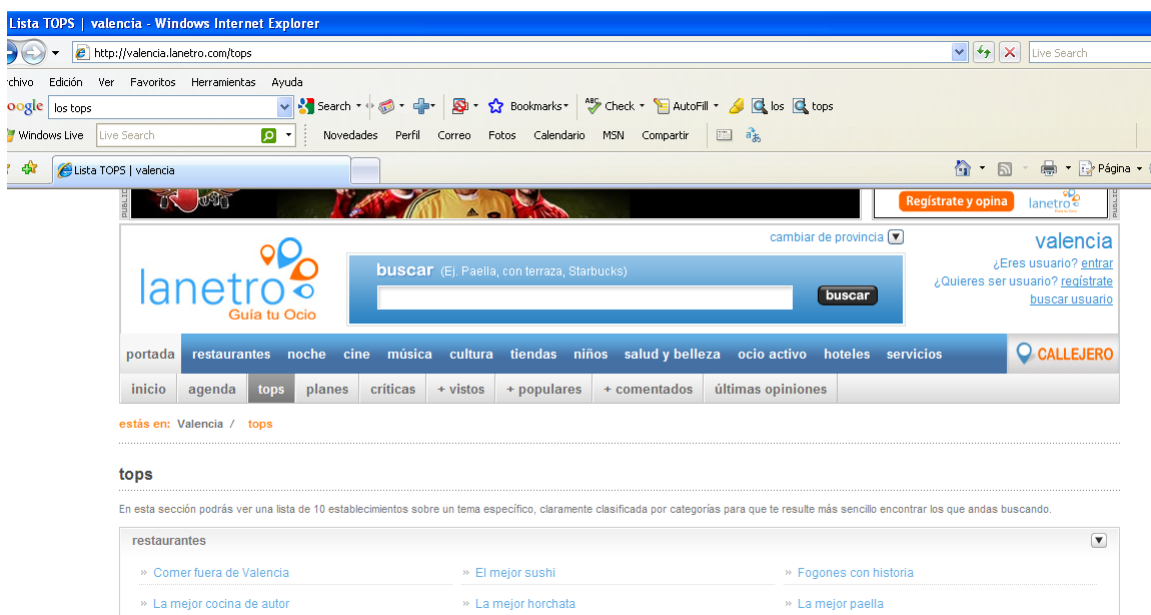 Lista TOPS | valencia - Windows Internet Explorer
http://valencia.lanetro.com/tops
Live Search
rchivo Edición Ver Favoritos Herramientas Ayuda
oogle los tops Search Bookmarks Check AutoFill los tops
Windows Live Live Search Novedades Perfil Correo Fotos Calendario MSN Compartir
Lista TOPS | valencia
Página
Regístrate y opina lanetro
cambiar de provincia
valencia
¿Eres usuario? entrar
¿Quieres ser usuario? regístrate
buscar usuario
lanetro
Guía tu Ocio
buscar (Ej. Paella, con terraza, Starbucks)
buscar
portada restaurantes noche cine música cultura tiendas niños salud y belleza ocio activo hoteles servicios CALLEJERO
inicio agenda tops planes críticas + vistos + populares + comentados últimas opiniones
estás en: Valencia / tops
tops
En esta sección podrás ver una lista de 10 establecimientos sobre un tema específico, claramente clasificada por categorías para que te resulte más sencillo encontrar los que andas buscando.
restaurantes
» Comer fuera de Valencia » El mejor sushi » Fogones con historia
» La mejor cocina de autor » La mejor horchata » La mejor paella